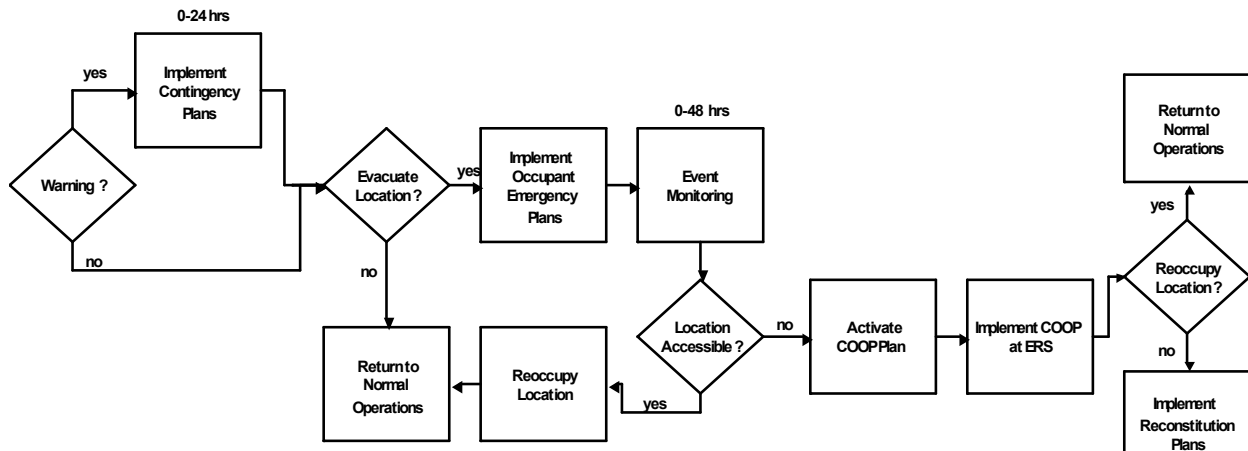 0-24 hrs
yes
Implement
Contingency
Plans
Warning ?
no
Evacuate
Location ?
yes
no
Implement
Occupant
Emergency
Plans
0-48 hrs
Event
Monitoring
Location
Accessible ?
no
yes
Return to
Normal
Operations
Reoccupy
Location
Activate
COOP Plan
Implement COOP
at ERS
Return to
Normal
Operations
yes
Reoccupy
Location ?
no
Implement
Reconstitution
Plans